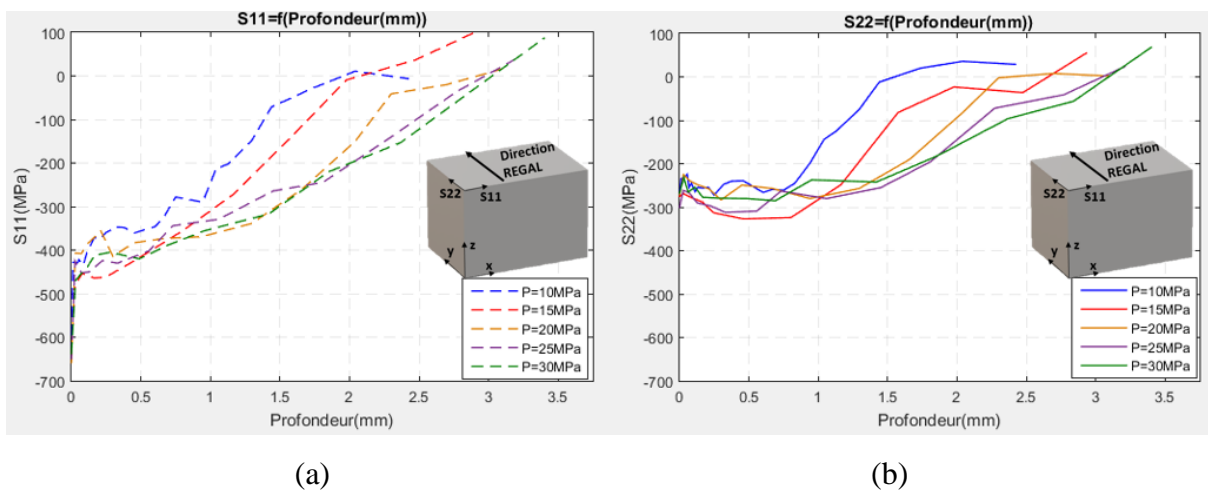 S11=f(Profondeur(mm))
100
0
-100
-200
-300
-400
-500
-600
-700
S11(MPa)
0
0.5
1
1.5
2
2.5
3
3.5
Profondeur(mm)
Direction
REGAL
S22
S11
z
y
x
P=10MPa
P=15MPa
P=20MPa
P=25MPa
P=30MPa
(a)
S22=f(Profondeur(mm))
100
0
-100
-200
-300
-400
-500
-600
-700
S22(MPa)
0
0.5
1
1.5
2
2.5
3
3.5
Profondeur(mm)
Direction
REGAL
S22
S11
z
y
x
P=10MPa
P=15MPa
P=20MPa
P=25MPa
P=30MPa
(b)